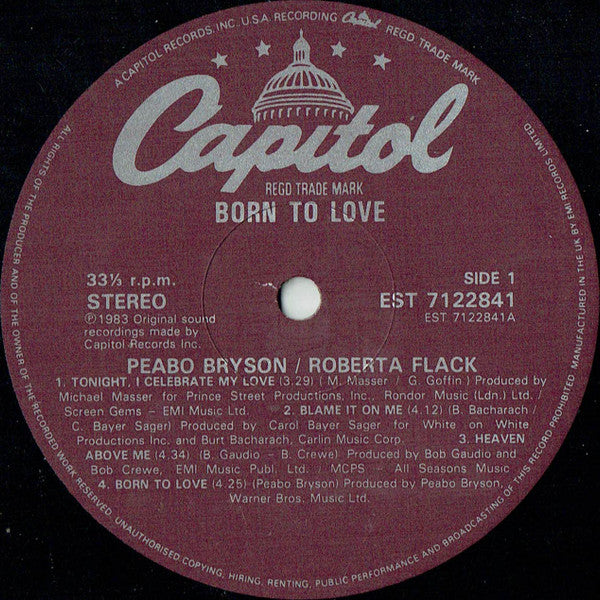 A CAPITOL RECORDS, INC. U.S.A. RECORDING Capitol REGD TRADE MARK
Capitol
REGD TRADE MARK
BORN TO LOVE
33⅓ r.p.m.
STEREO
℗1983 Original sound
recordings made by
Capitol Records Inc.
SIDE 1
EST 7122841
EST 7122841A
PEABO BRYSON / ROBERTA FLACK
1. TONIGHT, I CELEBRATE MY LOVE (3.29) ( M. Masser / G. Goffin ) Produced by
Michael Masser for Prince Street Productions, Inc., Rondor Music (Ldn.) Ltd. /
Screen Gems – EMI Music Ltd. 2. BLAME IT ON ME (4.12) (B. Bacharach /
C. Bayer Sager) Produced by Carol Bayer Sager for White on White
Productions Inc. and Burt Bacharach, Carlin Music Corp. 3. HEAVEN
ABOVE ME (4.34) (B. Gaudio – B. Crewe) Produced by Bob Gaudio and
Bob Crewe, EMI Music Publ. Ltd. / MCPS – All Seasons Music
4. BORN TO LOVE (4.25) (Peabo Bryson) Produced by Peabo Bryson,
Warner Bros. Music Ltd.
ALL RIGHTS OF THE PRODUCER AND OF THE OWNER OF THE RECORDED WORK RESERVED. UNAUTHORISED COPYING, HIRING, RENTING, PUBLIC PERFORMANCE AND BROADCASTING OF THIS RECORD PROHIBITED. MANUFACTURED IN THE UK BY EMI RECORDS LIMITED